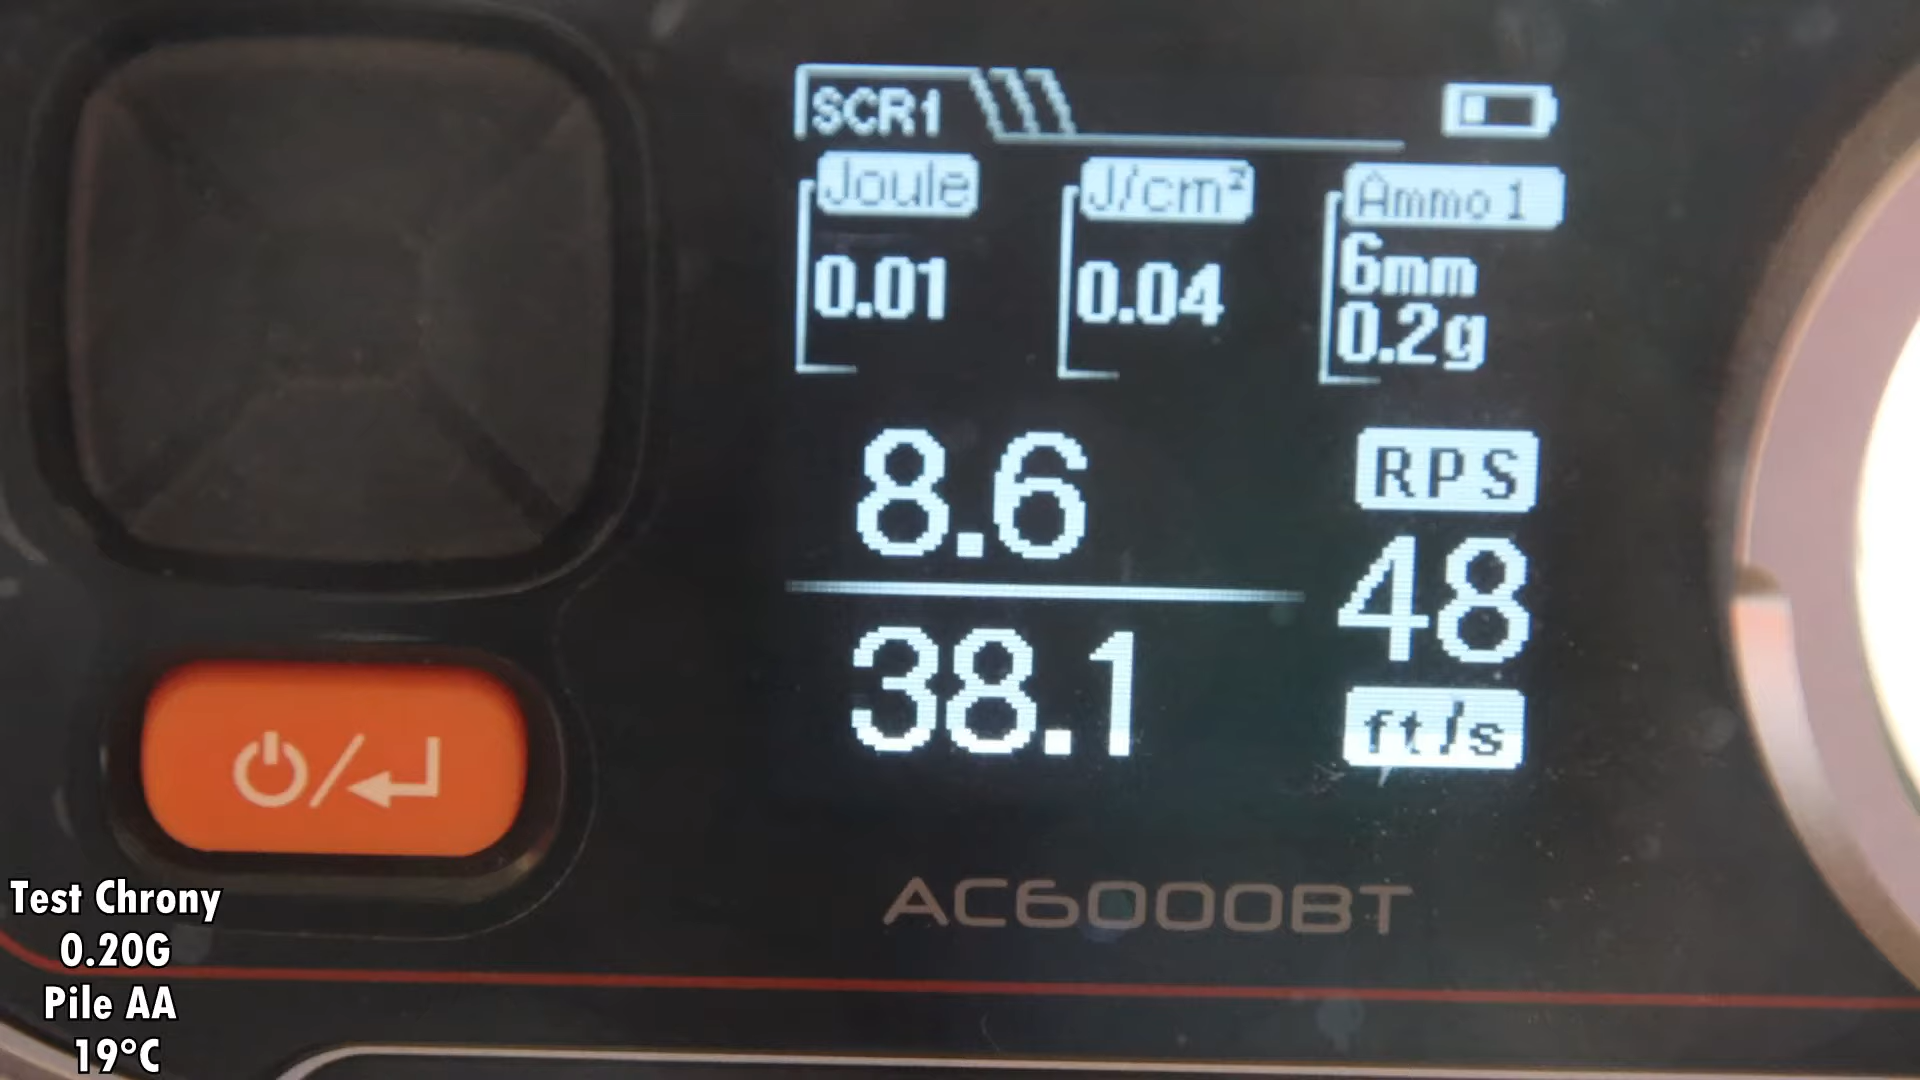 SCR1
Joule
J/cm²
Ammo 1
0.01
0.04
6mm
0.2g
8.6
RPS
48
38.1
ft/s
AC6000BT
Test Chrony
0.20G
Pile AA
19°C